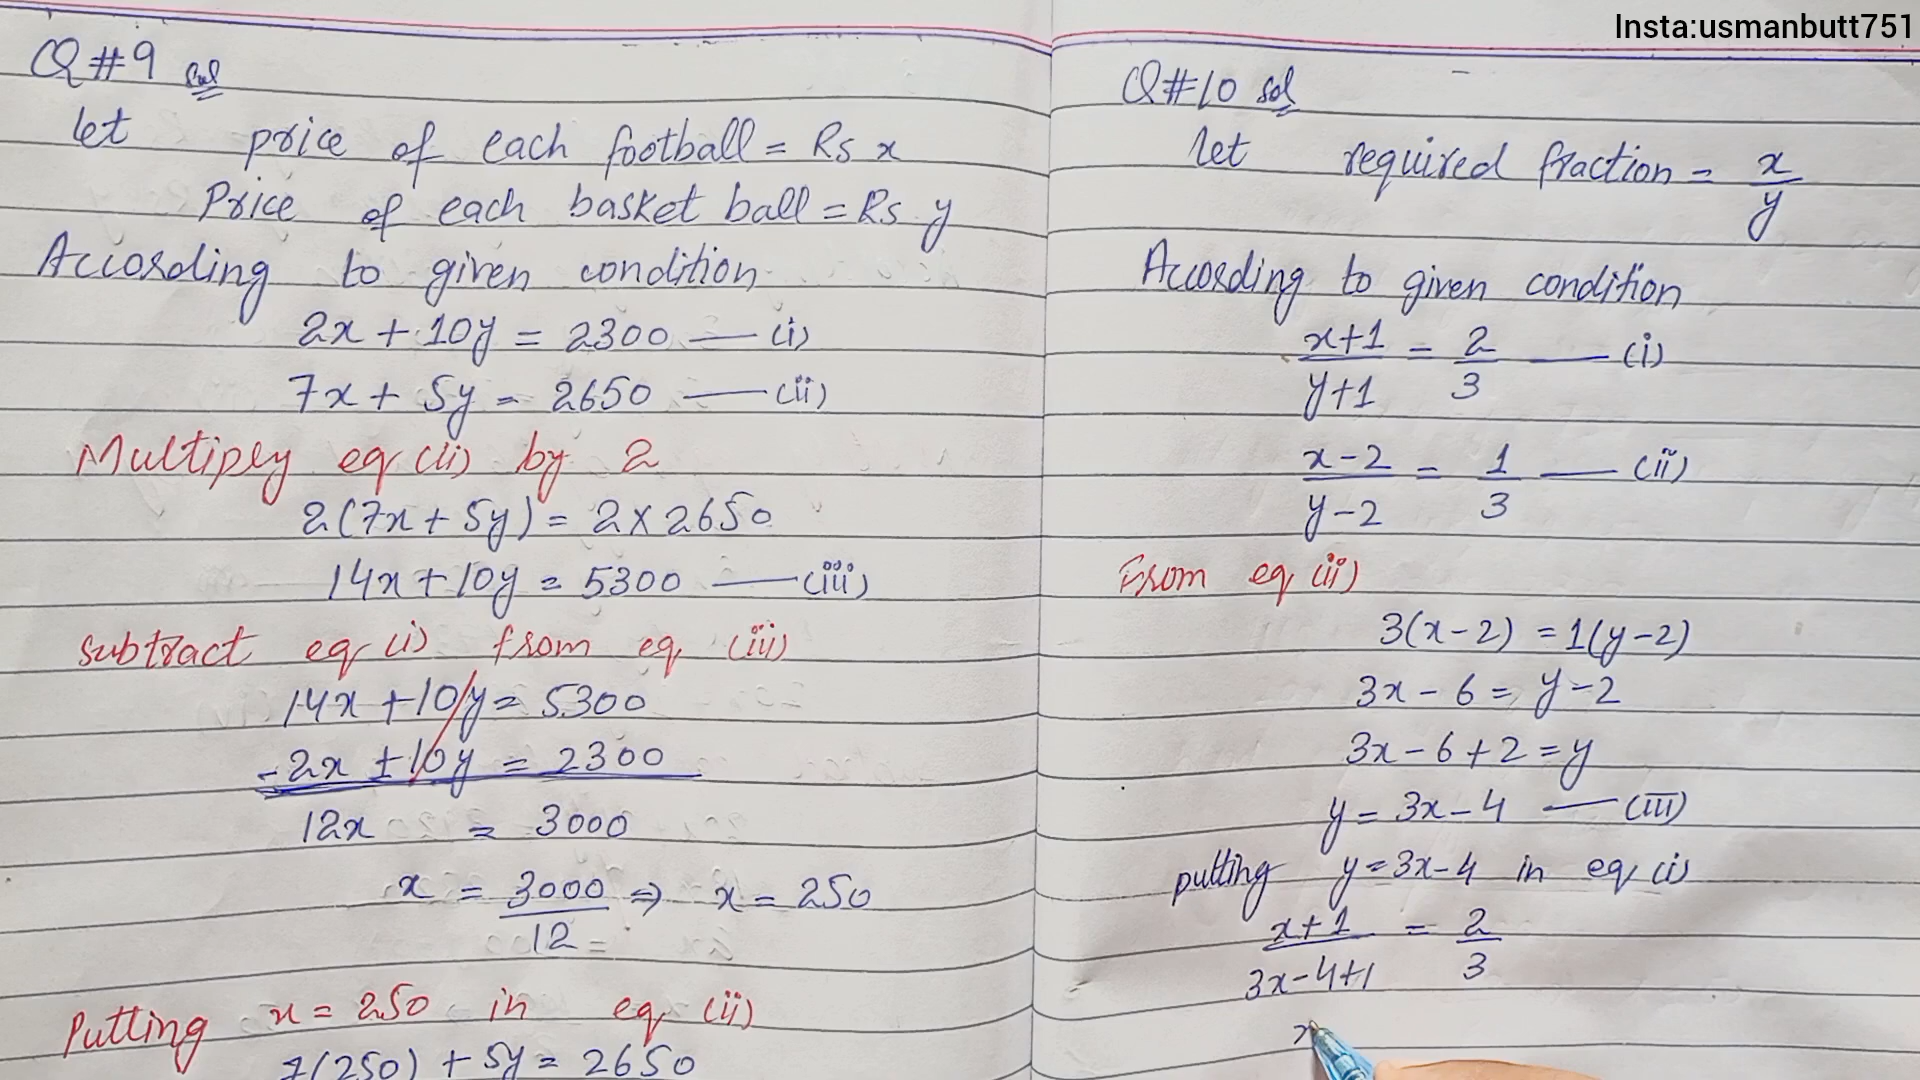 Insta:usmanbutt751
Q#9 sol
let price of each football = Rs x
Price of each basket ball = Rs y
According to given condition
2x + 10y = 2300 — (i)
7x + 5y = 2650 — (ii)
Multiply eq (ii) by 2
2(7x + 5y) = 2 × 2650
14x + 10y = 5300 — (iii)
subtract eq (i) from eq (iii)
14x + 10y = 5300
-2x ± 10y = 2300
12x = 3000
x = 3000/12 ⇒ x = 250
Putting x = 250 in eq (ii)
7(250) + 5y = 2650
Q#10 sol
let required fraction = x/y
According to given condition
x+1/y+1 = 2/3 — (i)
x-2/y-2 = 1/3 — (ii)
From eq (ii)
3(x-2) = 1(y-2)
3x - 6 = y - 2
3x - 6 + 2 = y
y = 3x - 4 — (iii)
putting y = 3x-4 in eq (i)
x+1/3x-4+1 = 2/3
x